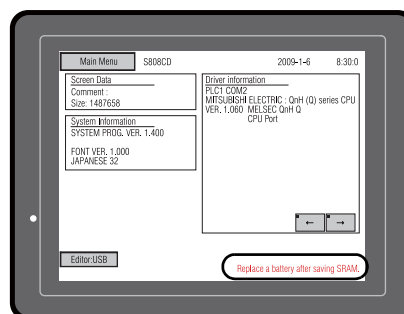 Main Menu S808CD 2009-1-6 8:30:0
Screen Data
Comment :
Size: 1487658
System Information
SYSTEM PROG. VER. 1.400
FONT VER. 1.000
JAPANESE 32
Driver information
PLC1 COM2
MITSUBISHI ELECTRIC : QnH (Q) series CPU
VER. 1.060 MELSEC QnH Q
CPU Port
← →
Editor:USB
Replace a battery after saving SRAM.